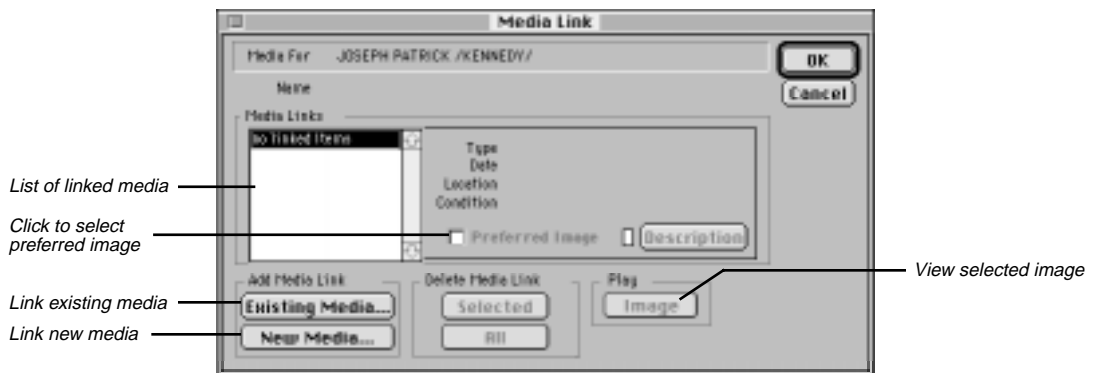 Media Link
Media For JOSEPH PATRICK /KENNEDY/
OK
Name
Cancel
Media Links
no linked items
Type
Date
Location
Condition
Preferred Image
Description
List of linked media
Click to select
preferred image
View selected image
Add Media Link
Delete Media Link
Play
Link existing media
Existing Media...
Selected
Image
Link new media
New Media...
All